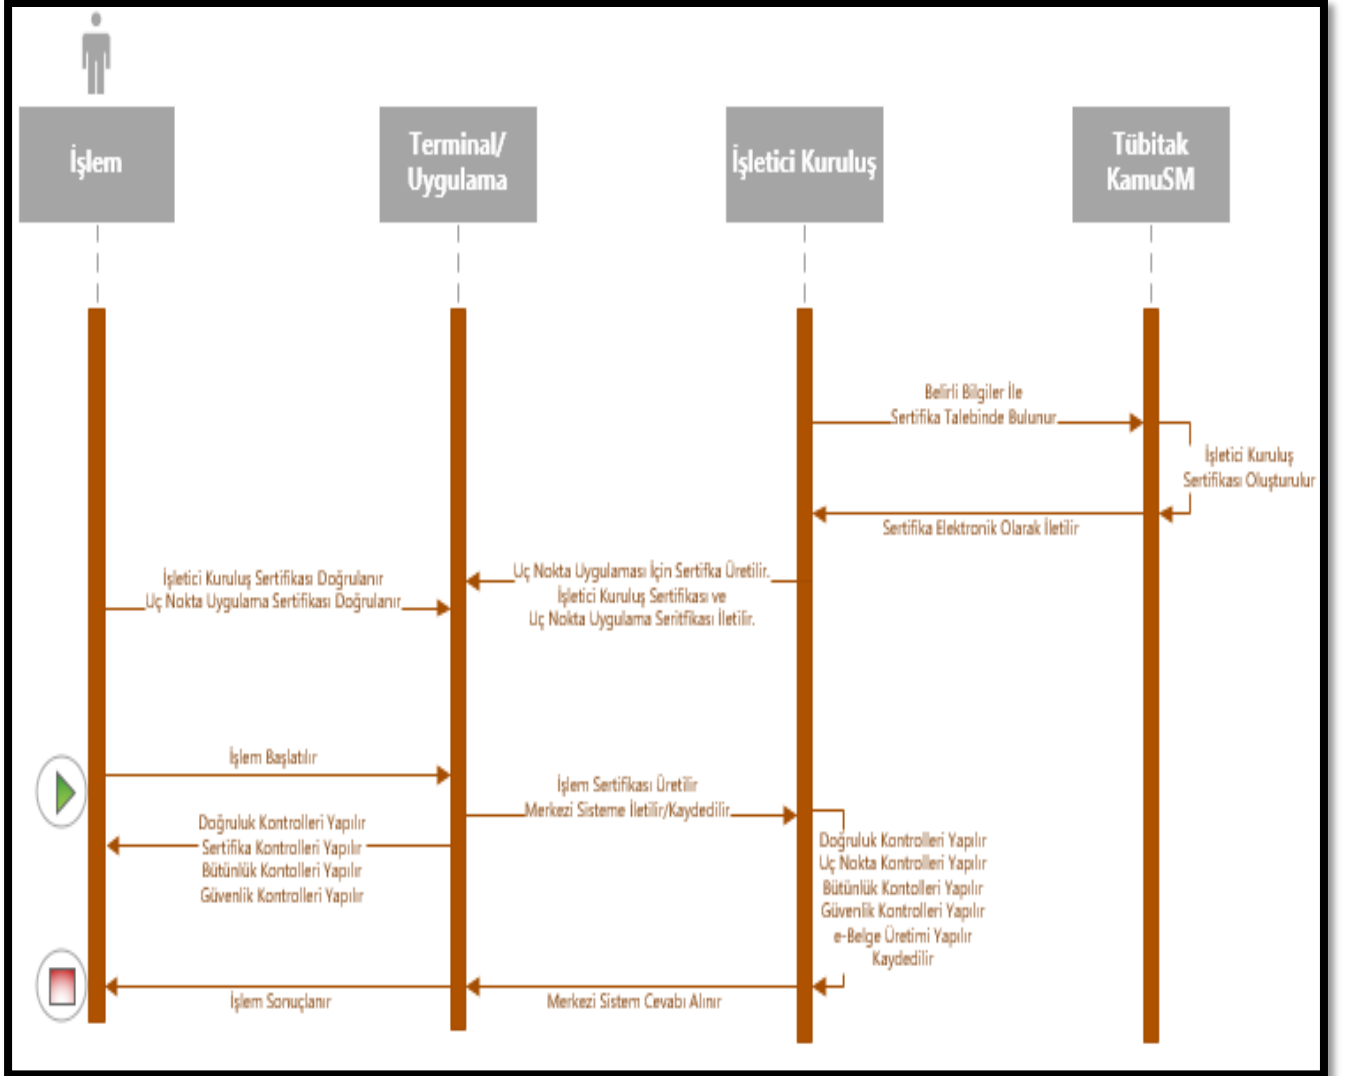 İşlem
Terminal/
Uygulama
İşletici Kuruluş
Tübitak
KamuSM
Belirli Bilgiler İle
Sertifika Talebinde Bulunur
İşletici Kuruluş
Sertifikası Oluşturulur
Sertifika Elektronik Olarak İletilir
Uç Nokta Uygulaması İçin Sertifka Üretilir.
İşletici Kuruluş Sertifikası ve
Uç Nokta Uygulama Seritfikası İletilir.
İşletici Kuruluş Sertifikası Doğrulanır
Uç Nokta Uygulama Sertifikası Doğrulanır
İşlem Başlatılır
İşlem Sertifikası Üretilir
Merkezi Sisteme İletilir/Kaydedilir
Doğruluk Kontrolleri Yapılır
Sertifika Kontrolleri Yapılır
Bütünlük Kontolleri Yapılır
Güvenlik Kontrolleri Yapılır
Doğruluk Kontrolleri Yapılır
Uç Nokta Kontrolleri Yapılır
Bütünlük Kontolleri Yapılır
Güvenlik Kontrolleri Yapılır
e-Belge Üretimi Yapılır
Kaydedilir
Merkezi Sistem Cevabı Alınır
İşlem Sonuçlanır